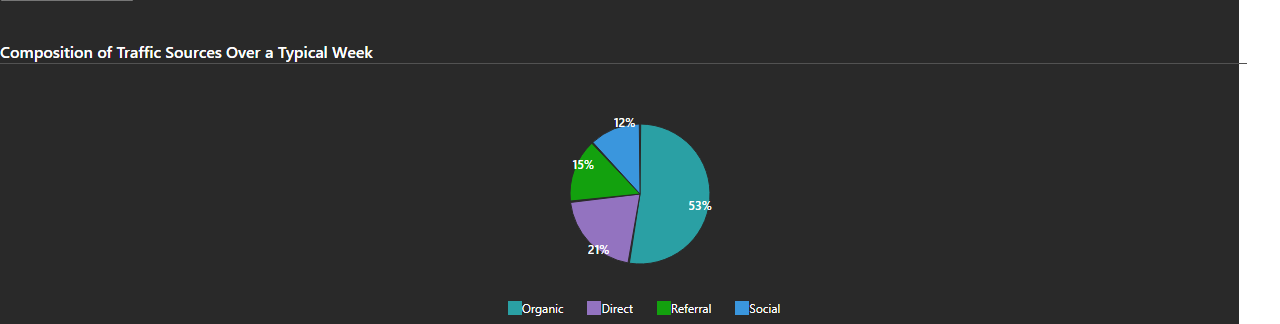 Composition of Traffic Sources Over a Typical Week
12%
15%
53%
21%
Organic Direct Referral Social